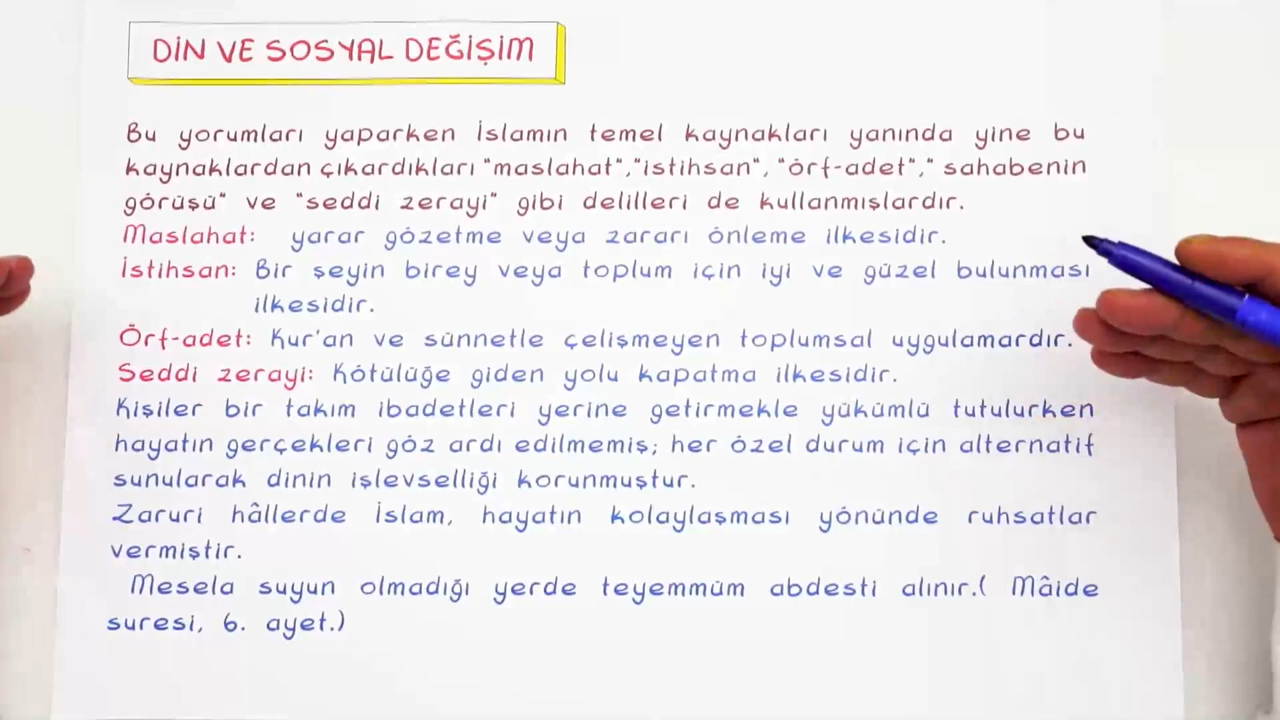 DİN VE SOSYAL DEĞİŞİM
Bu yorumları yaparken İslamın temel kaynakları yanında yine bu
kaynaklardan çıkardıkları "maslahat","istihsan", "örf-adet"," sahabenin
görüşü" ve "seddi zerayi" gibi delilleri de kullanmışlardır.
Maslahat: yarar gözetme veya zararı önleme ilkesidir.
İstihsan: Bir şeyin birey veya toplum için iyi ve güzel bulunması
ilkesidir.
Örf-adet: Kur'an ve sünnetle çelişmeyen toplumsal uygulamardır.
Seddi zerayi: Kötülüğe giden yolu kapatma ilkesidir.
Kişiler bir takım ibadetleri yerine getirmekle yükümlü tutulurken
hayatın gerçekleri göz ardı edilmemiş; her özel durum için alternatif
sunularak dinin işlevselliği korunmuştur.
Zaruri hâllerde İslam, hayatın kolaylaşması yönünde ruhsatlar
vermiştir.
Mesela suyun olmadığı yerde teyemmüm abdesti alınır.( Mâide
suresi, 6. ayet.)